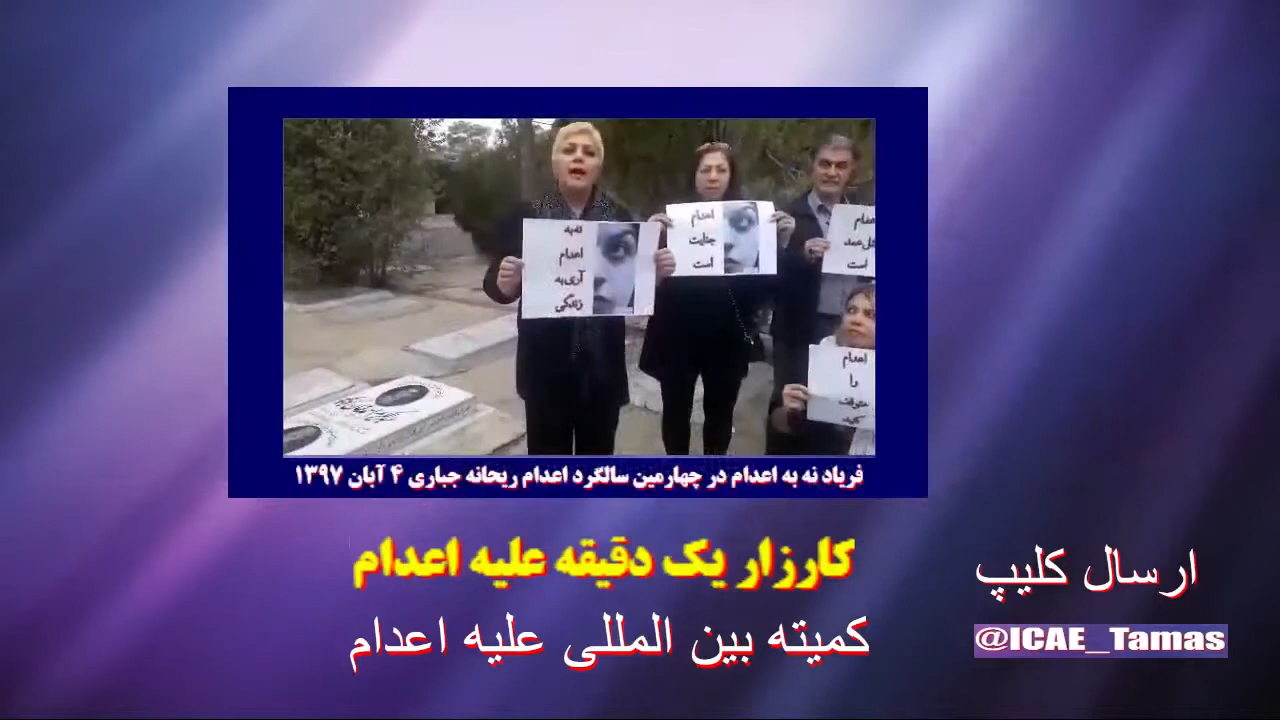 نه به
اعدام
آری به
زندگی
اعدام
جنایت
است
اعدام
قتل عمد
است
اعدام
را
متوقف
کنید
فریاد نه به اعدام در چهارمین سالگرد اعدام ریحانه جباری ۴ آبان ۱۳۹۷
کارزار یک دقیقه علیه اعدام
کمیته بین المللی علیه اعدام
ارسال کلیپ
@ICAE_Tamas